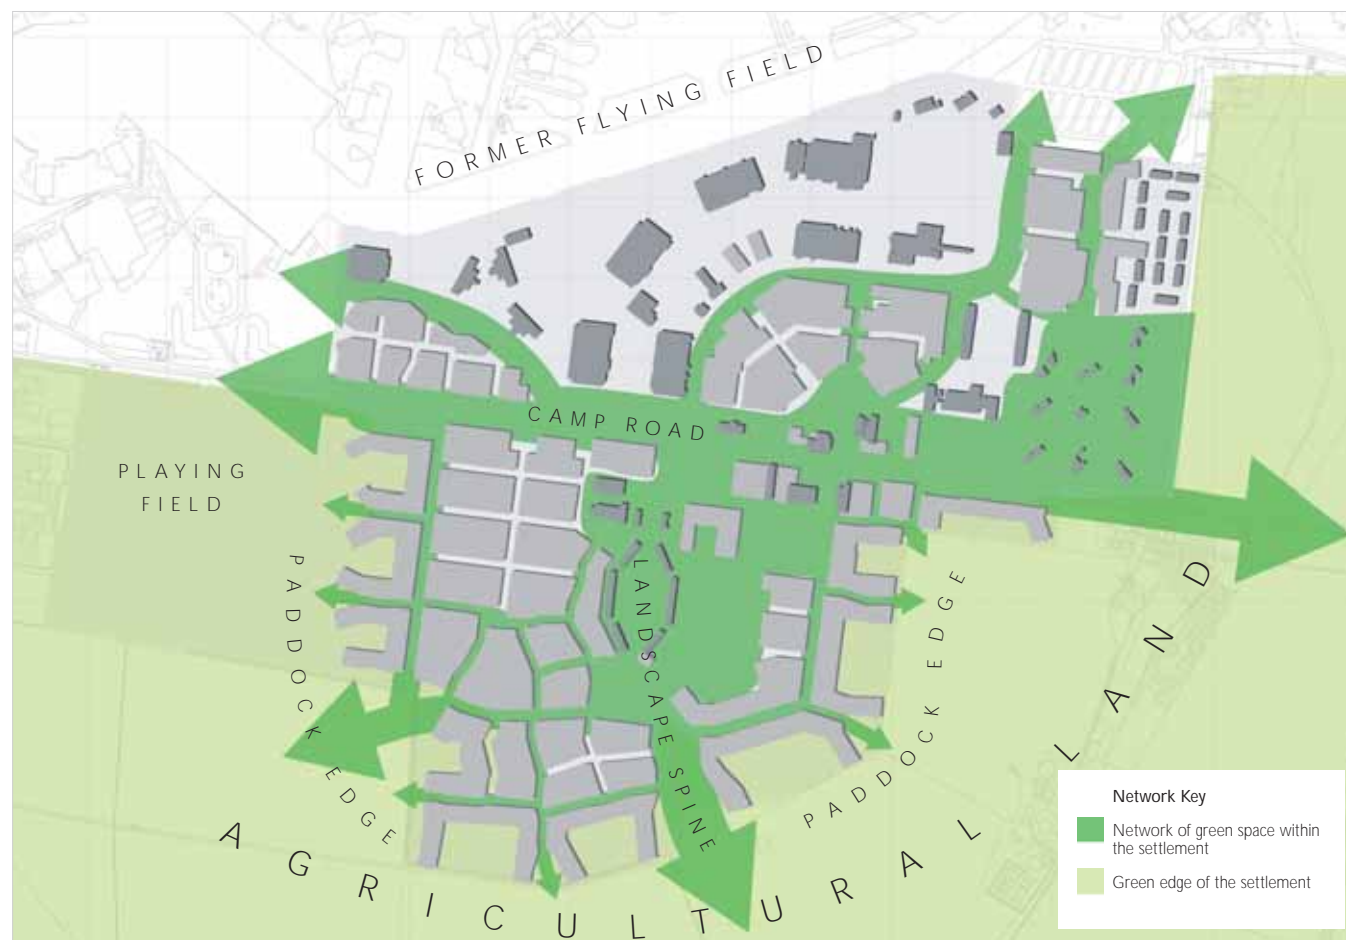 FORMER FLYING FIELD
CAMP ROAD
PLAYING
FIELD
PADDOCK EDGE
LANDSCAPE SPINE
PADDOCK EDGE
AGRICULTURAL LAND
Network Key
Network of green space within
the settlement
Green edge of the settlement